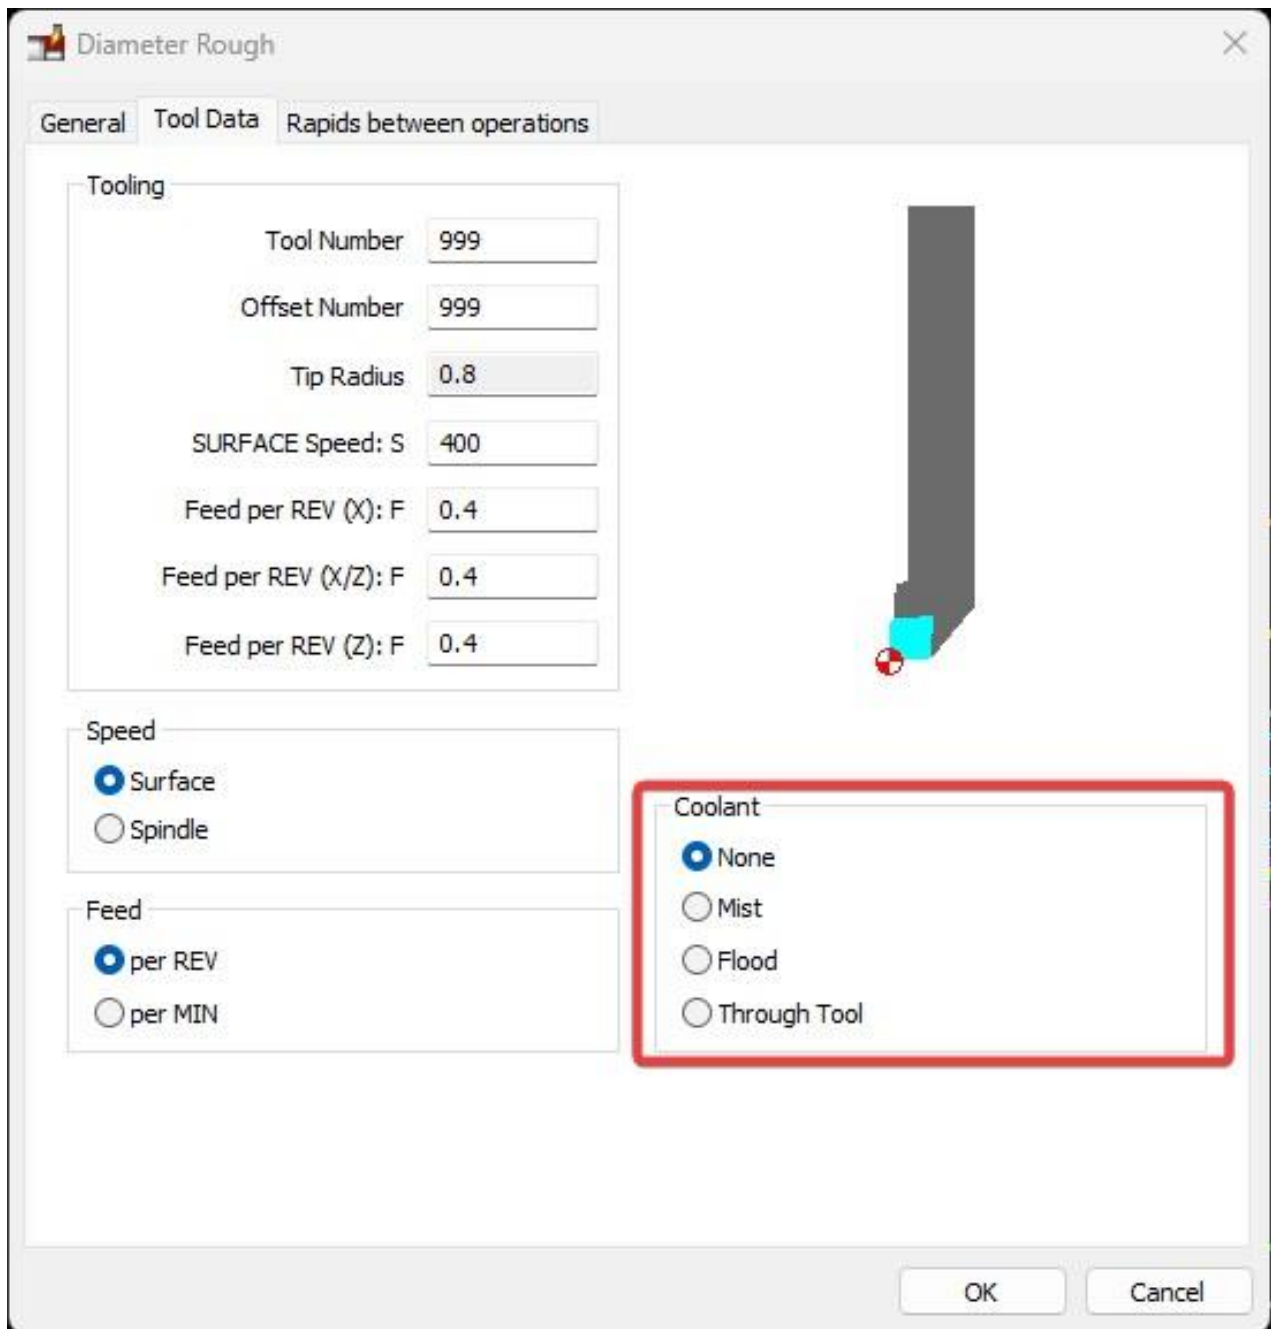 Diameter Rough
General
Tool Data
Rapids between operations
Tooling
Tool Number 999
Offset Number 999
Tip Radius 0.8
SURFACE Speed: S 400
Feed per REV (X): F 0.4
Feed per REV (X/Z): F 0.4
Feed per REV (Z): F 0.4
Speed
Surface
Spindle
Feed
per REV
per MIN
Coolant
None
Mist
Flood
Through Tool
OK
Cancel